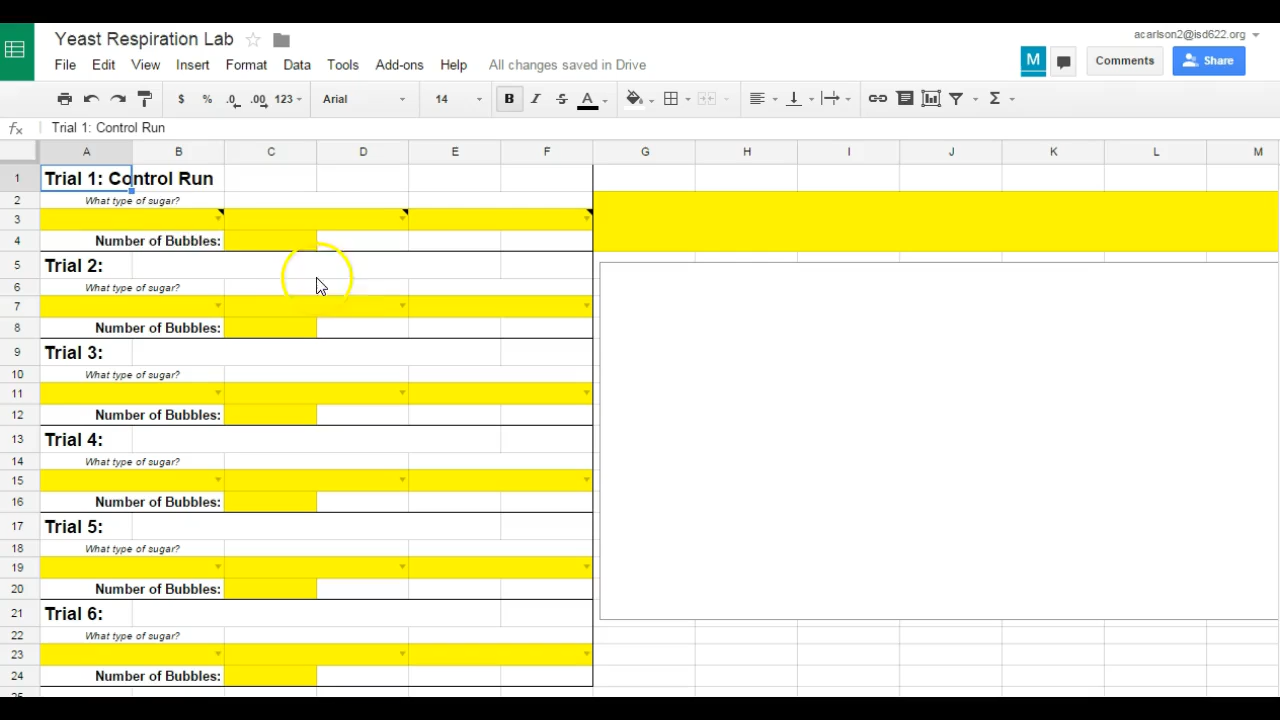 Yeast Respiration Lab
acarlson2@isd622.org
File Edit View Insert Format Data Tools Add-ons Help All changes saved in Drive
M Comments Share
$ % .0 .00 123 Arial 14 B I S A Σ
fx Trial 1: Control Run
A B C D E F G H I J K L M
1 Trial 1: Control Run
2 What type of sugar?
3
4 Number of Bubbles:
5 Trial 2:
6 What type of sugar?
7
8 Number of Bubbles:
9 Trial 3:
10 What type of sugar?
11
12 Number of Bubbles:
13 Trial 4:
14 What type of sugar?
15
16 Number of Bubbles:
17 Trial 5:
18 What type of sugar?
19
20 Number of Bubbles:
21 Trial 6:
22 What type of sugar?
23
24 Number of Bubbles: